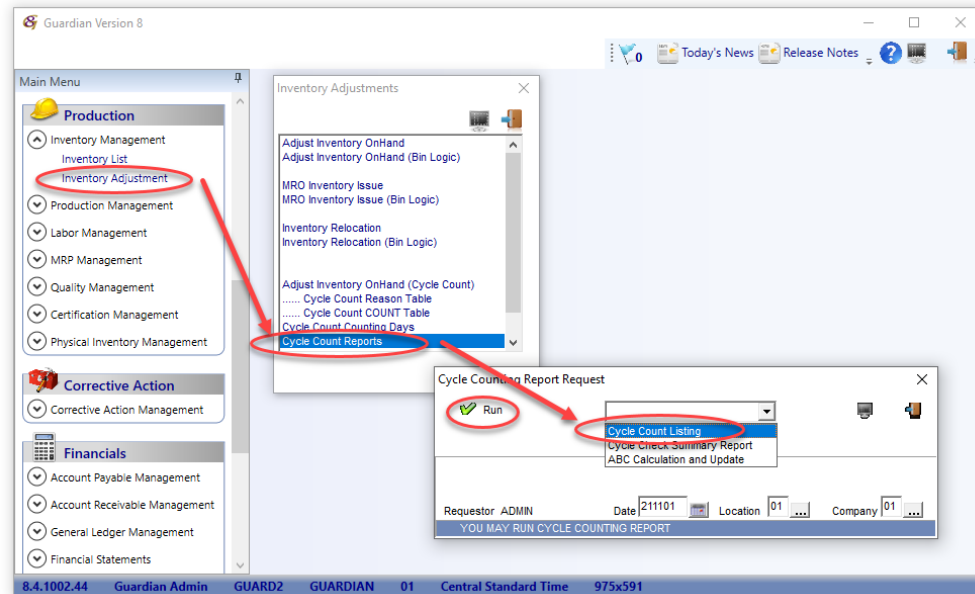 Guardian Version 8
0 Today's News Release Notes
Main Menu
Production
Inventory Management
Inventory List
Inventory Adjustment
Production Management
Labor Management
MRP Management
Quality Management
Certification Management
Physical Inventory Management
Corrective Action
Corrective Action Management
Financials
Account Payable Management
Account Receivable Management
General Ledger Management
Financial Statements
Inventory Adjustments
Adjust Inventory OnHand
Adjust Inventory OnHand (Bin Logic)
MRO Inventory Issue
MRO Inventory Issue (Bin Logic)
Inventory Relocation
Inventory Relocation (Bin Logic)
Adjust Inventory OnHand (Cycle Count)
...... Cycle Count Reason Table
...... Cycle Count COUNT Table
Cycle Count Counting Days
Cycle Count Reports
Cycle Counting Report Request
Run
Cycle Count Listing
Cycle Check Summary Report
ABC Calculation and Update
Requestor ADMIN Date 211101 Location 01 ... Company 01 ...
YOU MAY RUN CYCLE COUNTING REPORT
8.4.1002.44 Guardian Admin GUARD2 GUARDIAN 01 Central Standard Time 975x591